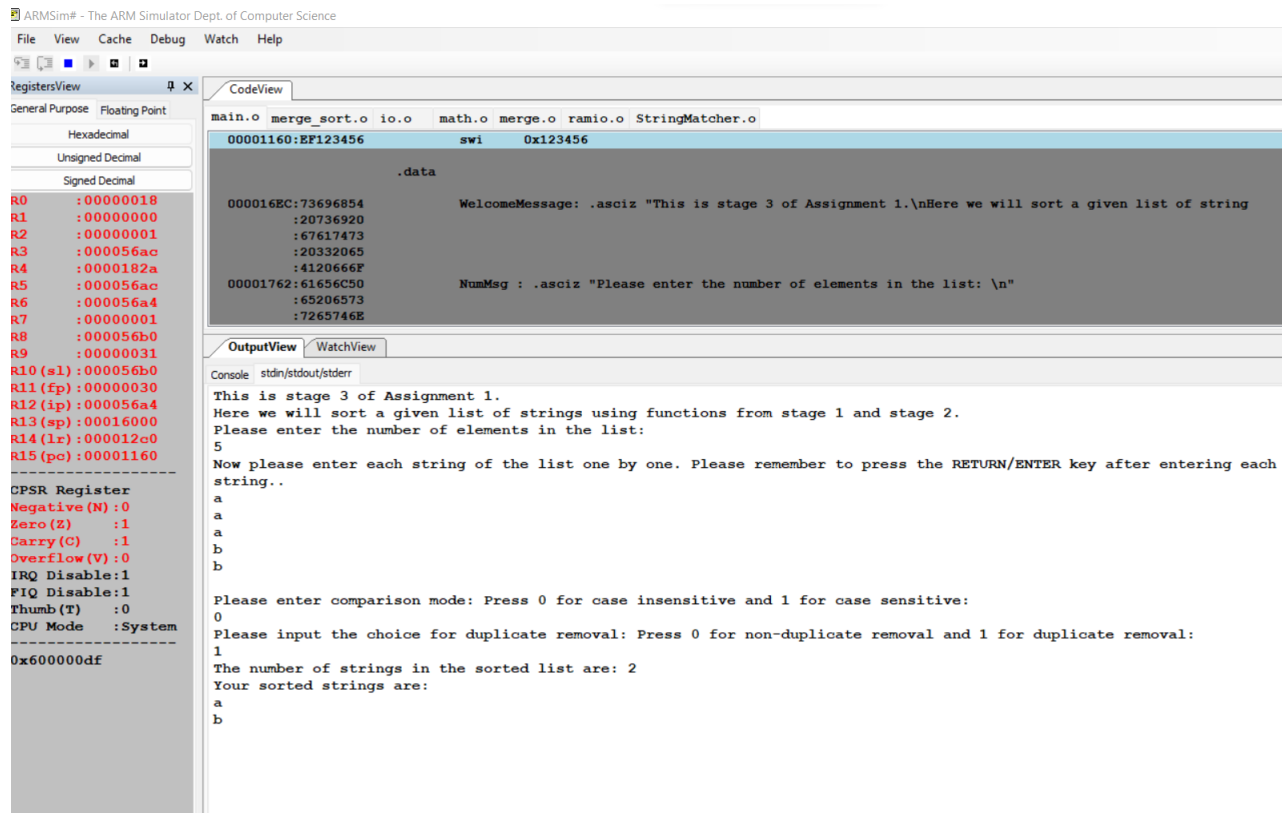 ARMSim# - The ARM Simulator Dept. of Computer Science
File View Cache Debug Watch Help
RegistersView
General Purpose Floating Point
Hexadecimal
Unsigned Decimal
Signed Decimal
R0 :00000018
R1 :00000000
R2 :00000001
R3 :000056ac
R4 :0000182a
R5 :000056ac
R6 :000056a4
R7 :00000001
R8 :000056b0
R9 :00000031
R10(sl):000056b0
R11(fp):00000030
R12(ip):000056a4
R13(sp):00016000
R14(lr):000012c0
R15(pc):00001160
--------------------
CPSR Register
Negative(N):0
Zero(Z) :1
Carry(C) :1
Overflow(V):0
IRQ Disable:1
FIQ Disable:1
Thumb(T) :0
CPU Mode :System
--------------------
0x600000df
CodeView
main.o merge_sort.o io.o math.o merge.o ramio.o StringMatcher.o
00001160:EF123456 swi 0x123456
.data
000016EC:73696854 WelcomeMessage: .asciz "This is stage 3 of Assignment 1.\nHere we will sort a given list of string
:20736920
:67617473
:20332065
:4120666F
00001762:61656C50 NumMsg : .asciz "Please enter the number of elements in the list: \n"
:65206573
:7265746E
OutputView WatchView
Console stdin/stdout/stderr
This is stage 3 of Assignment 1.
Here we will sort a given list of strings using functions from stage 1 and stage 2.
Please enter the number of elements in the list:
5
Now please enter each string of the list one by one. Please remember to press the RETURN/ENTER key after entering each
string..
a
a
a
b
b
Please enter comparison mode: Press 0 for case insensitive and 1 for case sensitive:
0
Please input the choice for duplicate removal: Press 0 for non-duplicate removal and 1 for duplicate removal:
1
The number of strings in the sorted list are: 2
Your sorted strings are:
a
b